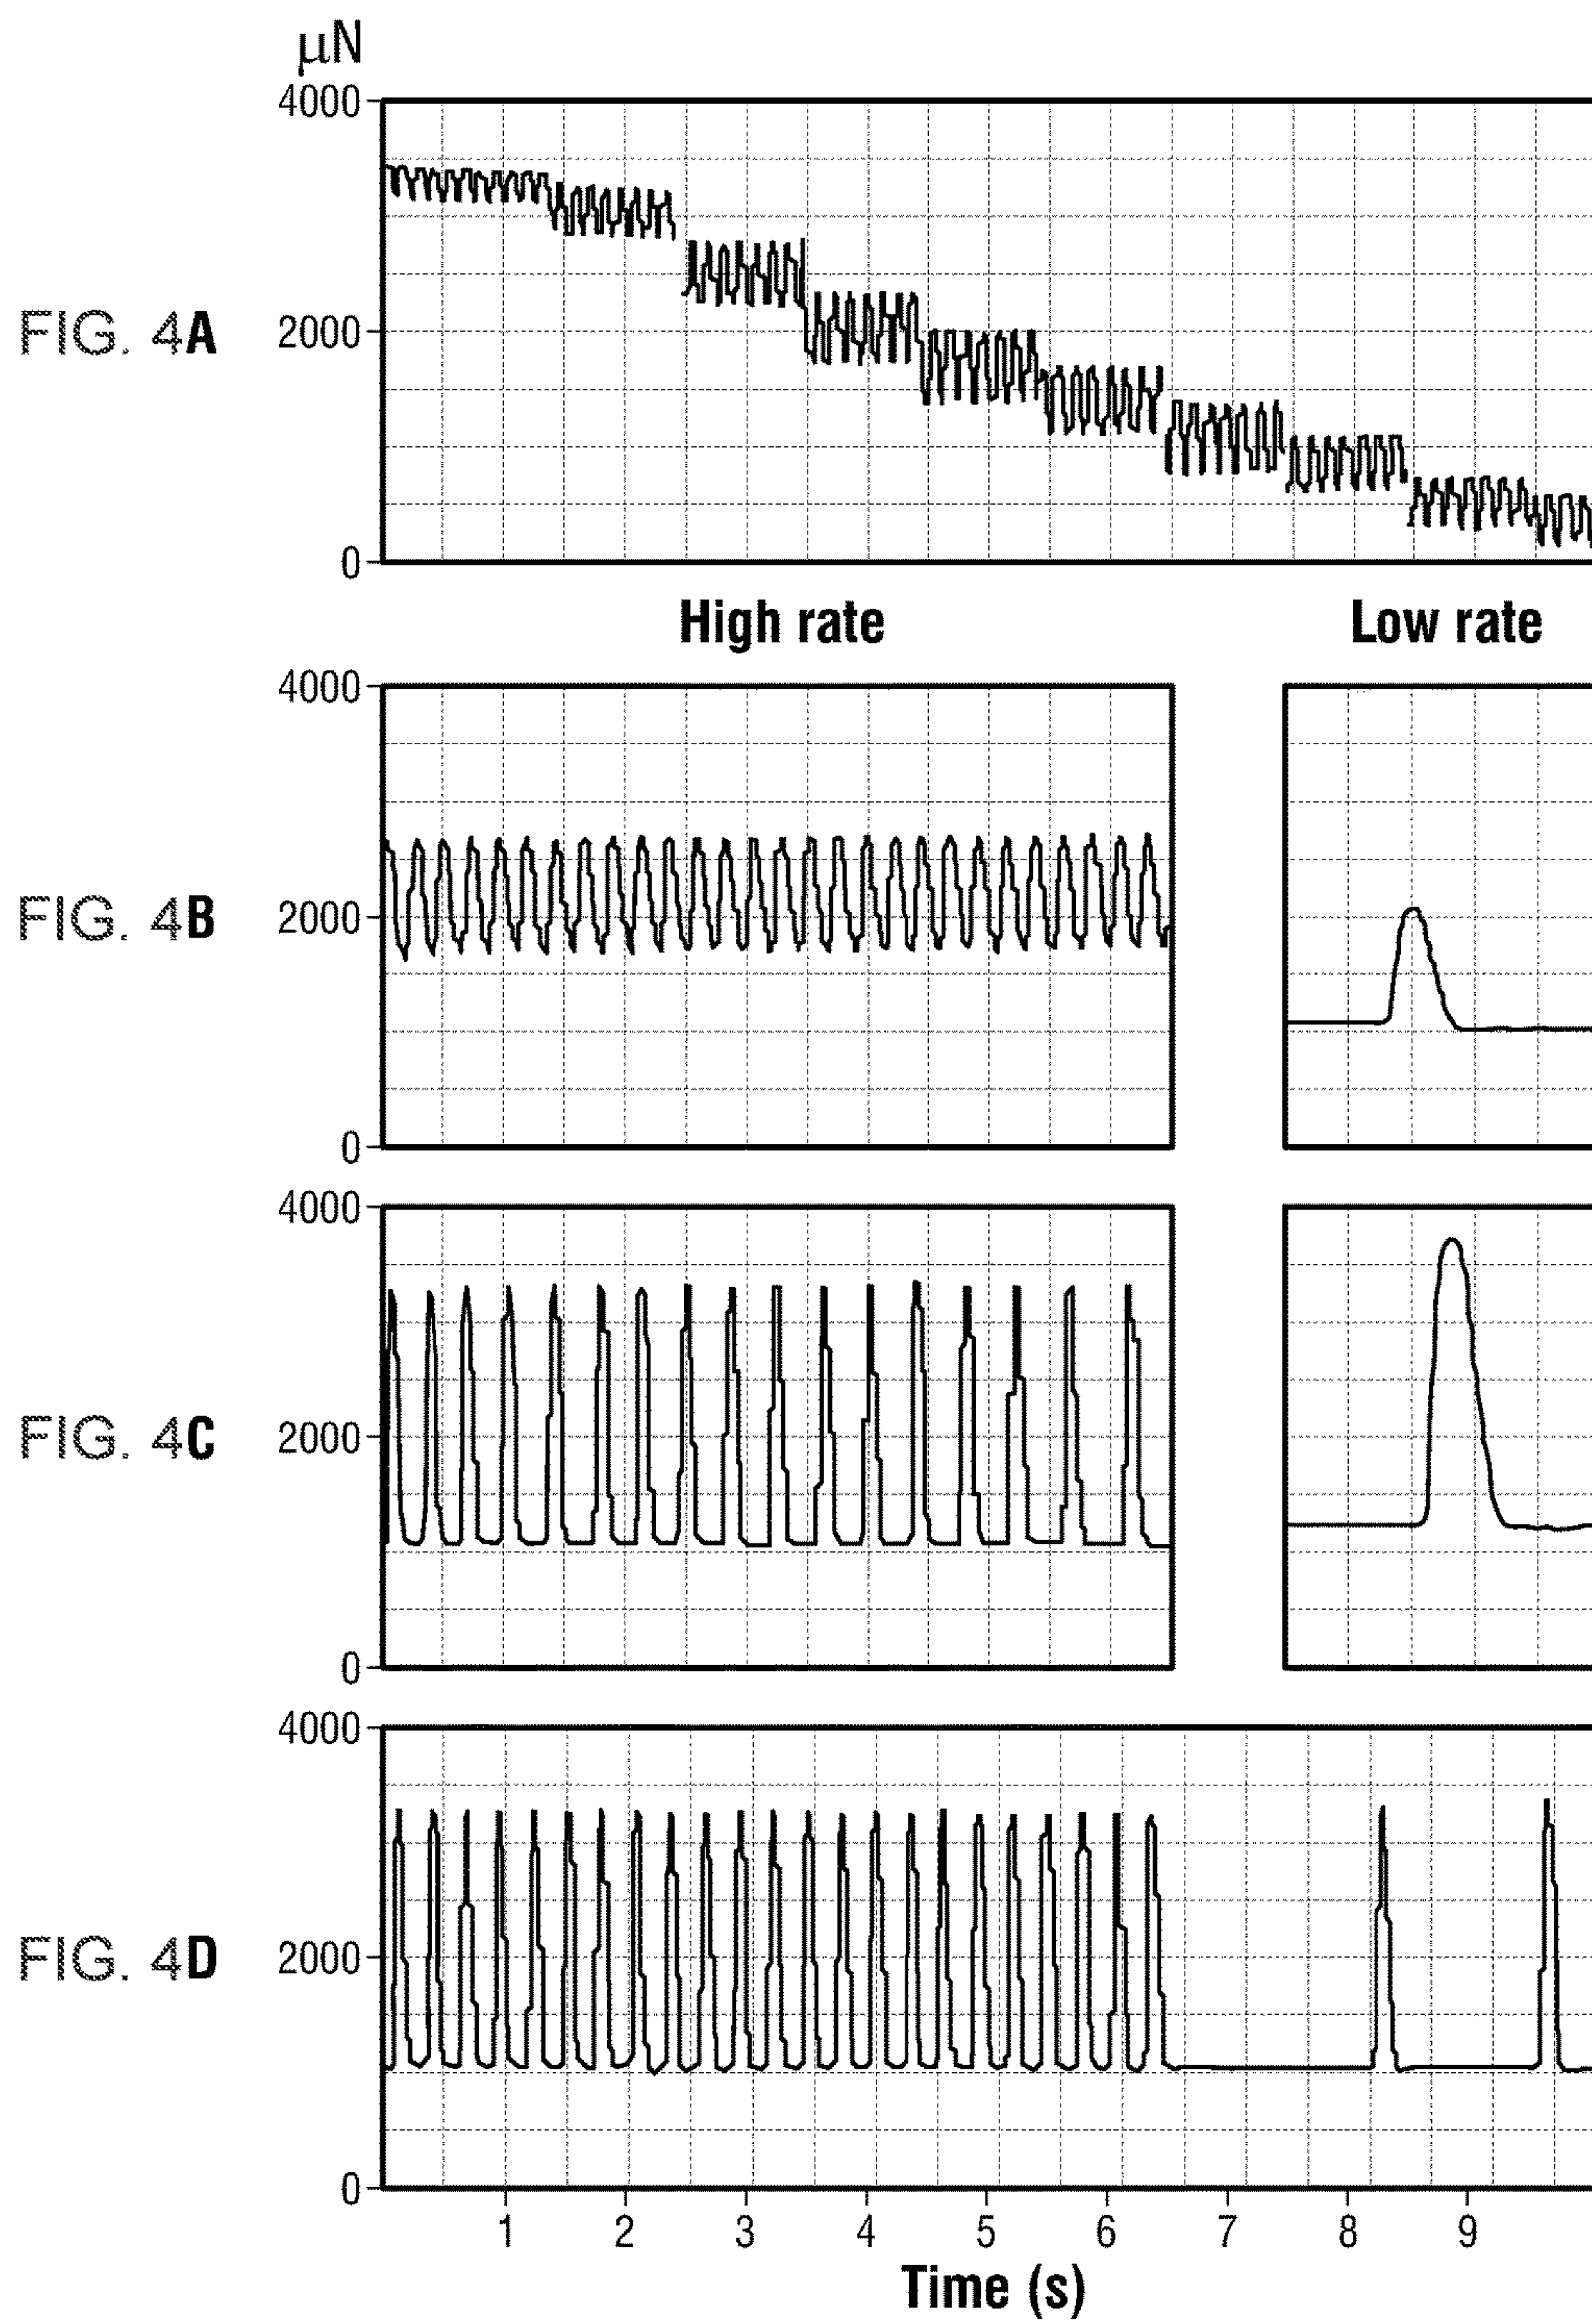 μN
4000
FIG. 4A
2000
0
High rate Low rate
4000
FIG. 4B
2000
0
4000
FIG. 4C
2000
0
4000
FIG. 4D
2000
0
1 2 3 4 5 6 7 8 9
Time (s)